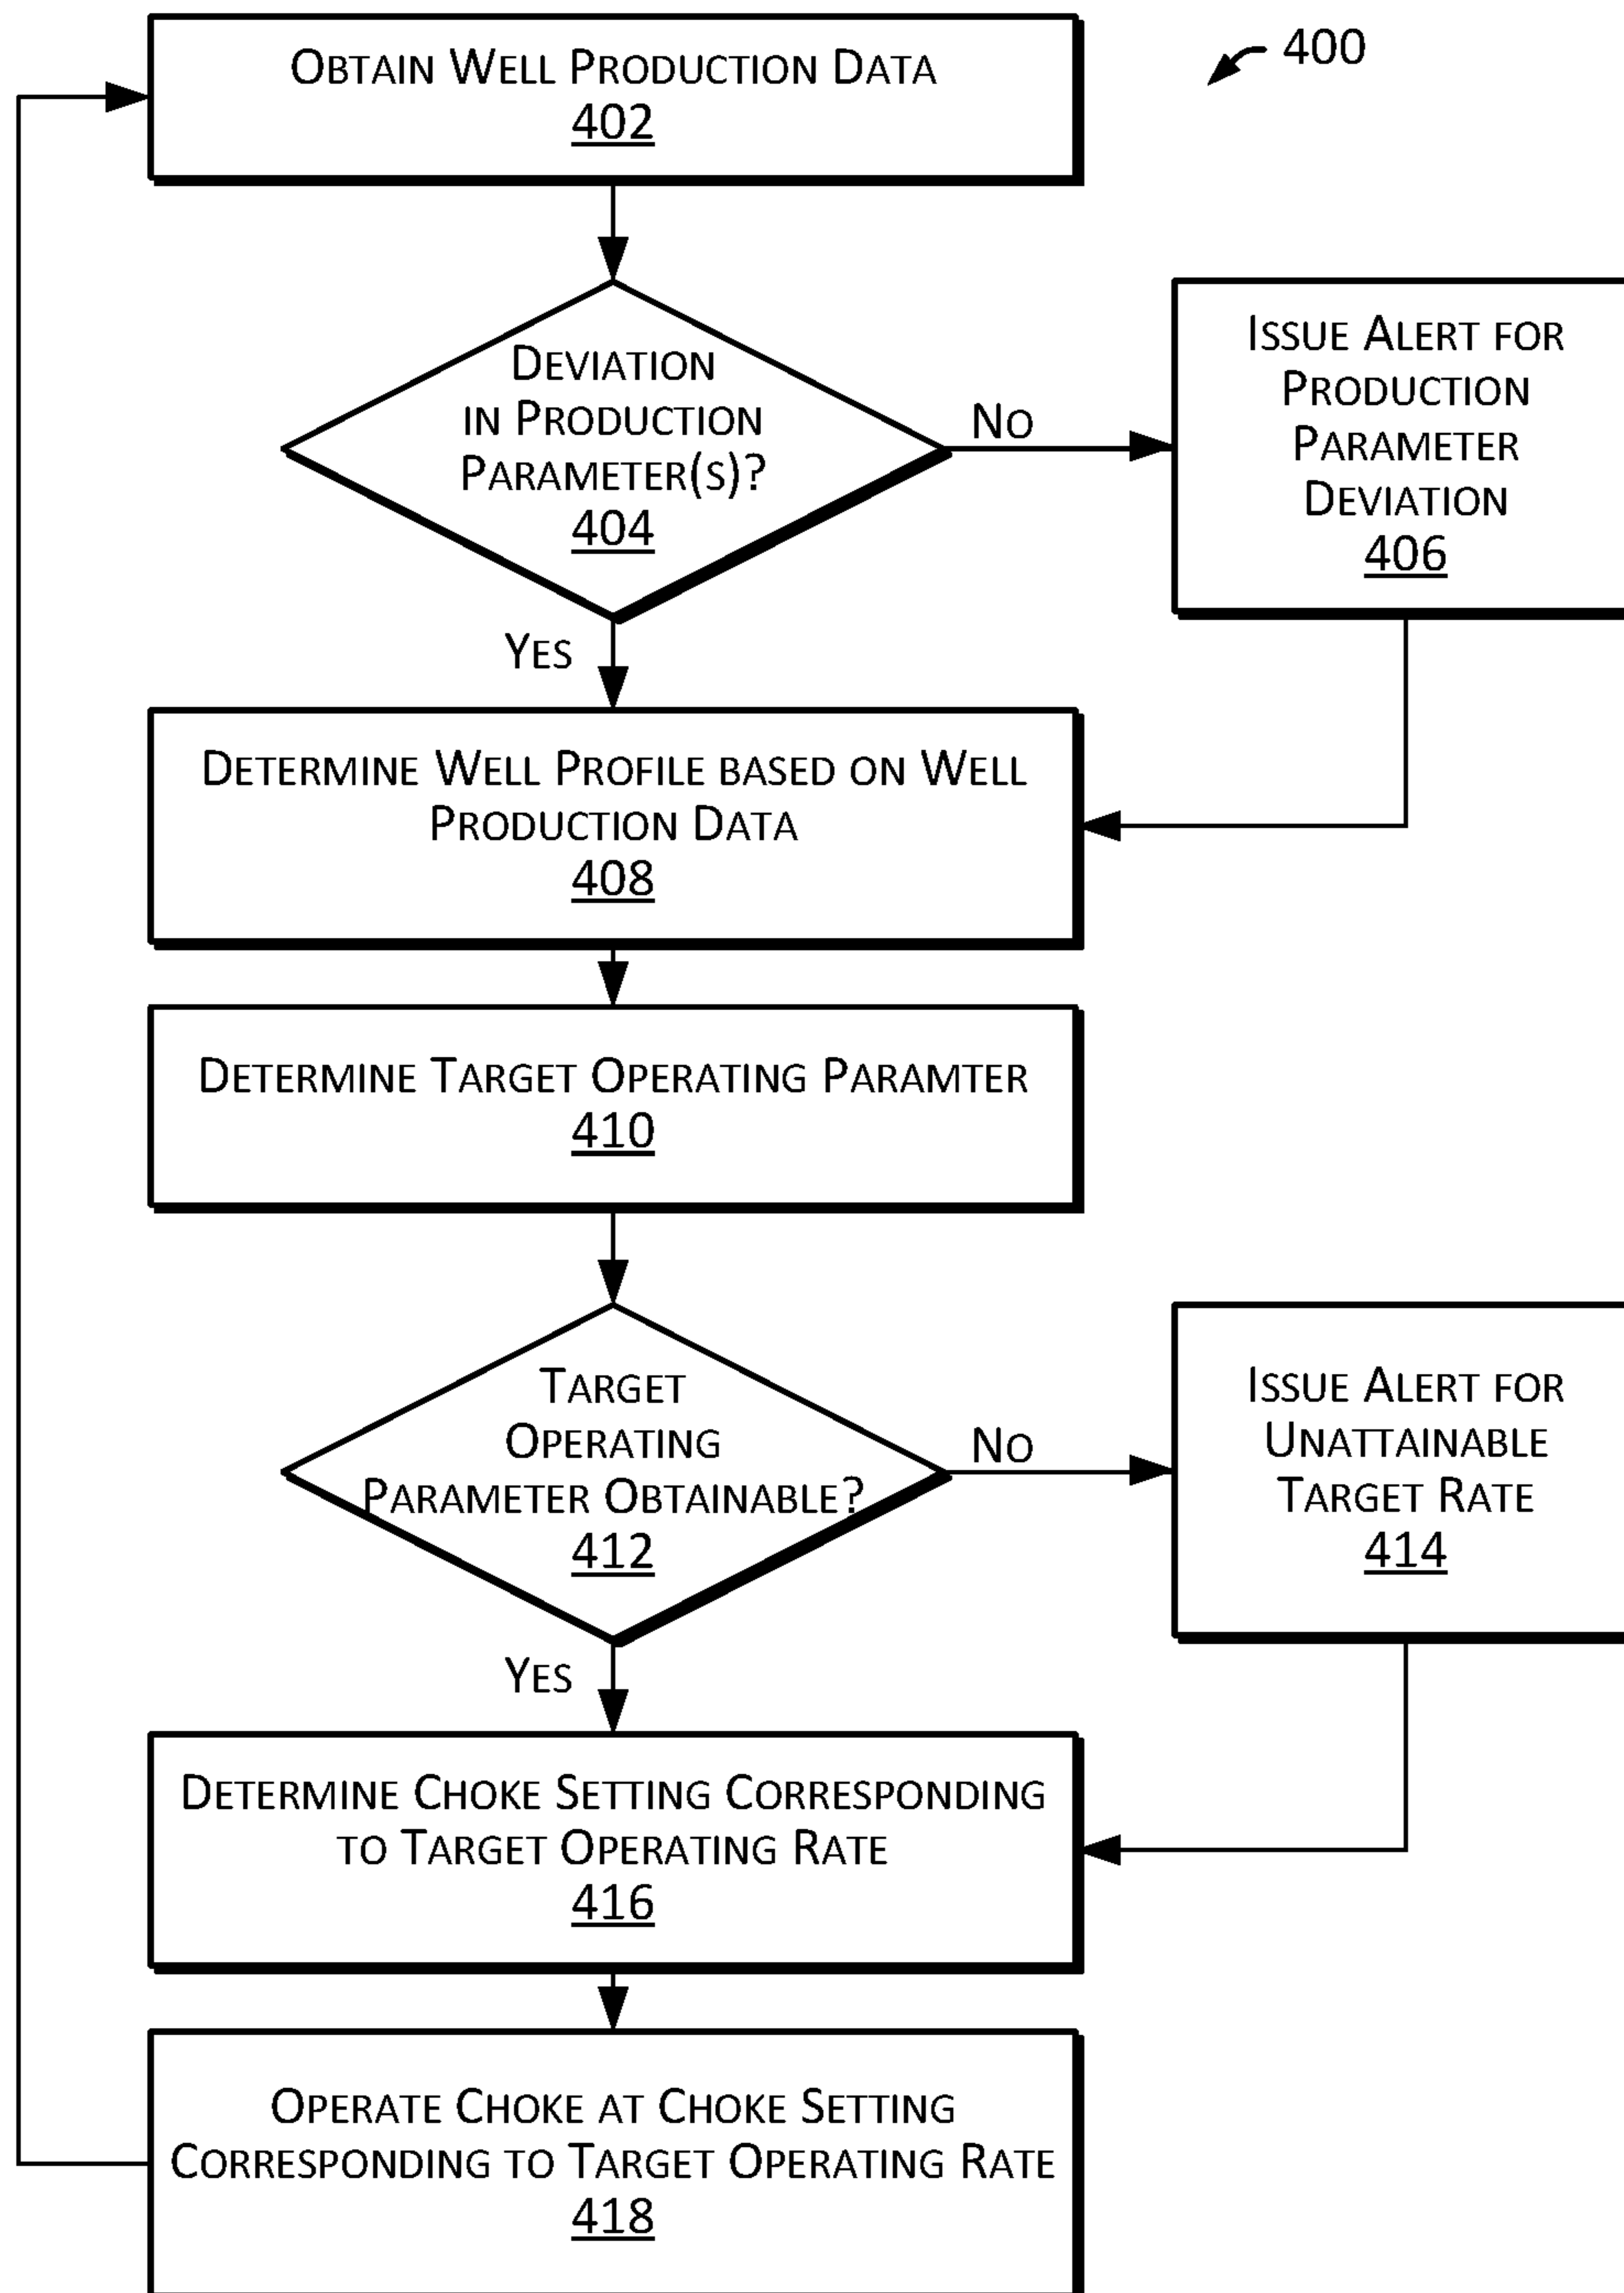 OBTAIN WELL PRODUCTION DATA
402
400
DEVIATION
IN PRODUCTION
PARAMETER(S)?
404
NO
ISSUE ALERT FOR
PRODUCTION
PARAMETER
DEVIATION
406
YES
DETERMINE WELL PROFILE BASED ON WELL
PRODUCTION DATA
408
DETERMINE TARGET OPERATING PARAMTER
410
TARGET
OPERATING
PARAMETER OBTAINABLE?
412
NO
ISSUE ALERT FOR
UNATTAINABLE
TARGET RATE
414
YES
DETERMINE CHOKE SETTING CORRESPONDING
TO TARGET OPERATING RATE
416
OPERATE CHOKE AT CHOKE SETTING
CORRESPONDING TO TARGET OPERATING RATE
418